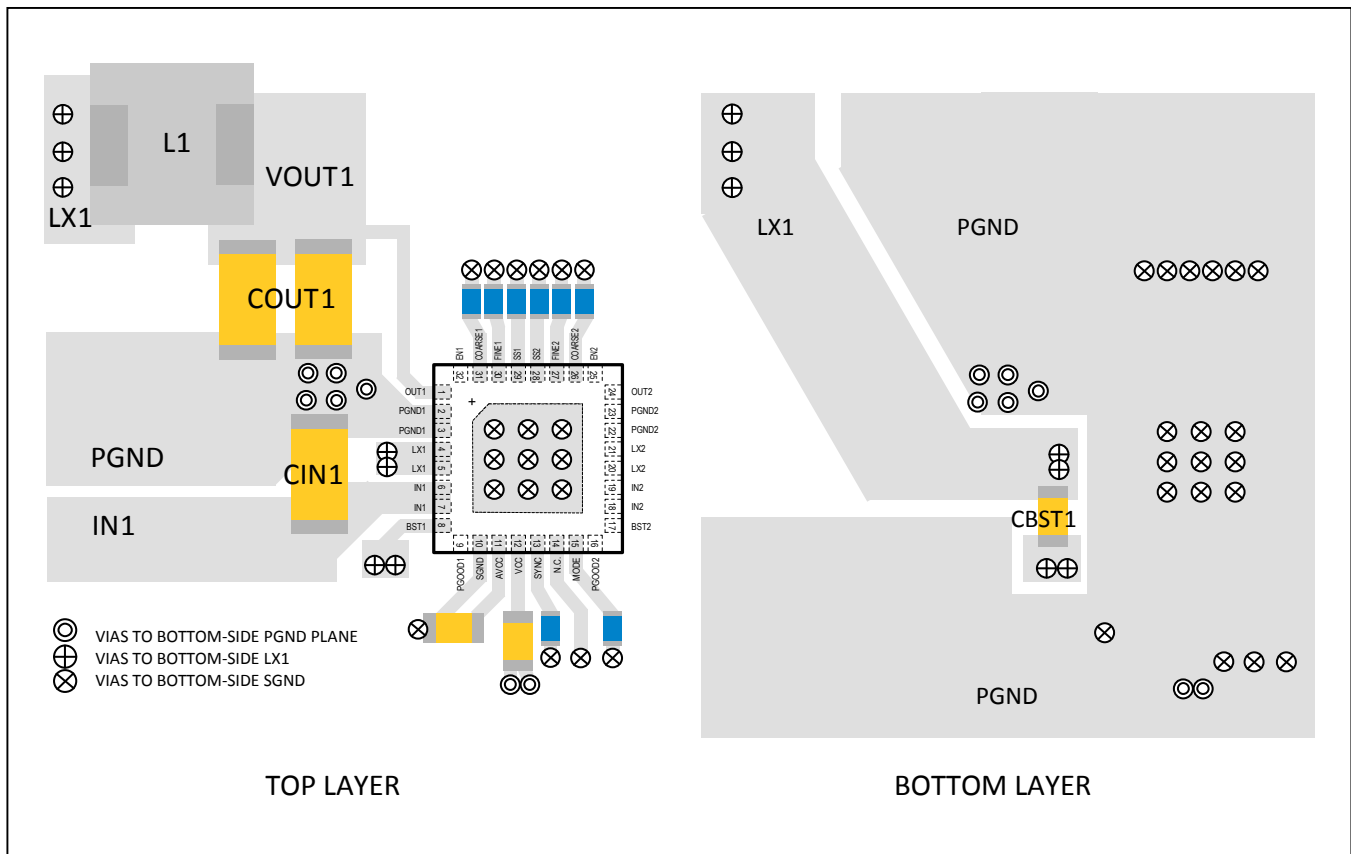 L1
VOUT1
LX1
COUT1
PGND
CIN1
IN1
EN1
COARSE1
FINE1
SS1
SS2
FINE2
COARSE2
EN2
32
31
30
29
28
27
26
25
OUT1 1
PGND1 2
PGND1 3
LX1 4
LX1 5
IN1 6
IN1 7
BST1 8
+
24 OUT2
23 PGND2
22 PGND2
21 LX2
20 LX2
19 IN2
18 IN2
17 BST2
9
10
11
12
13
14
15
16
PGOOD1
SGND
AVCC
VCC
SYNC
N.C.
MODE
PGOOD2
VIAS TO BOTTOM-SIDE PGND PLANE
VIAS TO BOTTOM-SIDE LX1
VIAS TO BOTTOM-SIDE SGND
TOP LAYER
LX1
PGND
CBST1
PGND
BOTTOM LAYER